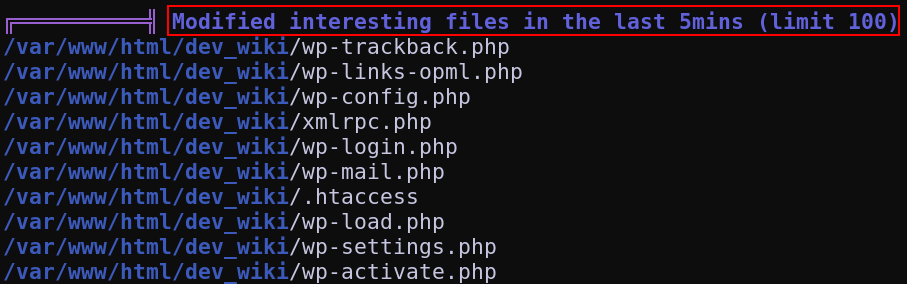 ╔══════════╣ Modified interesting files in the last 5mins (limit 100)
/var/www/html/dev_wiki/wp-trackback.php
/var/www/html/dev_wiki/wp-links-opml.php
/var/www/html/dev_wiki/wp-config.php
/var/www/html/dev_wiki/xmlrpc.php
/var/www/html/dev_wiki/wp-login.php
/var/www/html/dev_wiki/wp-mail.php
/var/www/html/dev_wiki/.htaccess
/var/www/html/dev_wiki/wp-load.php
/var/www/html/dev_wiki/wp-settings.php
/var/www/html/dev_wiki/wp-activate.php